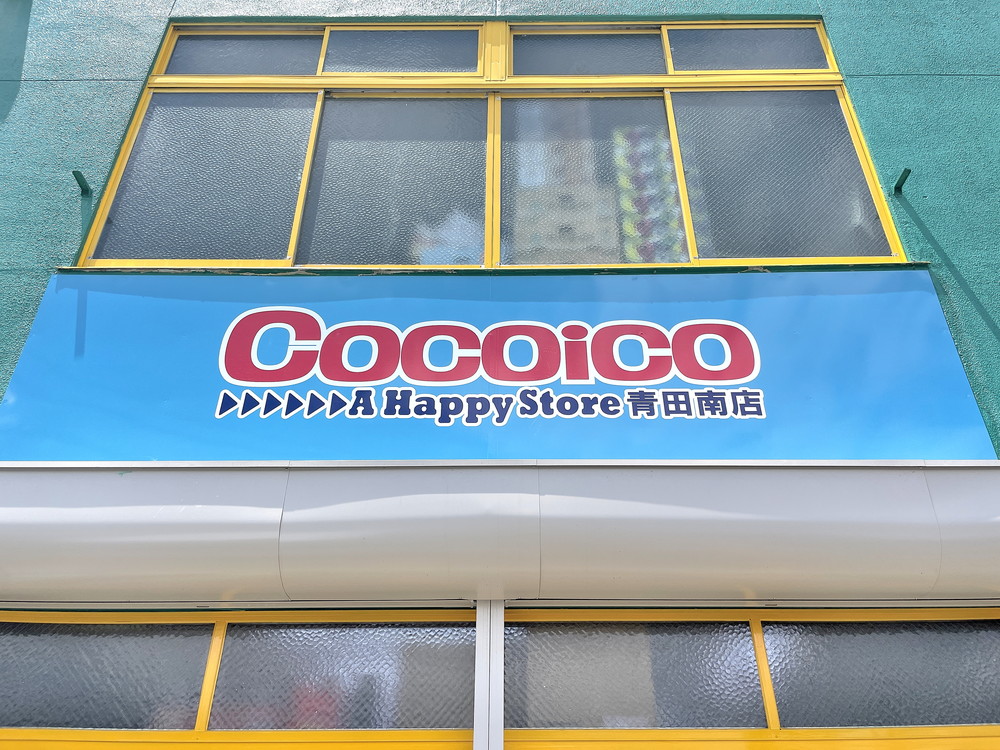 Cocoico
A Happy Store 青田南店